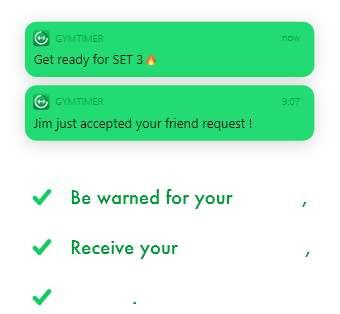 GYMTIMER now
Get ready for SET 3🔥
GYMTIMER 9:07
Jim just accepted your friend request !
Be warned for your ,
Receive your ,
.